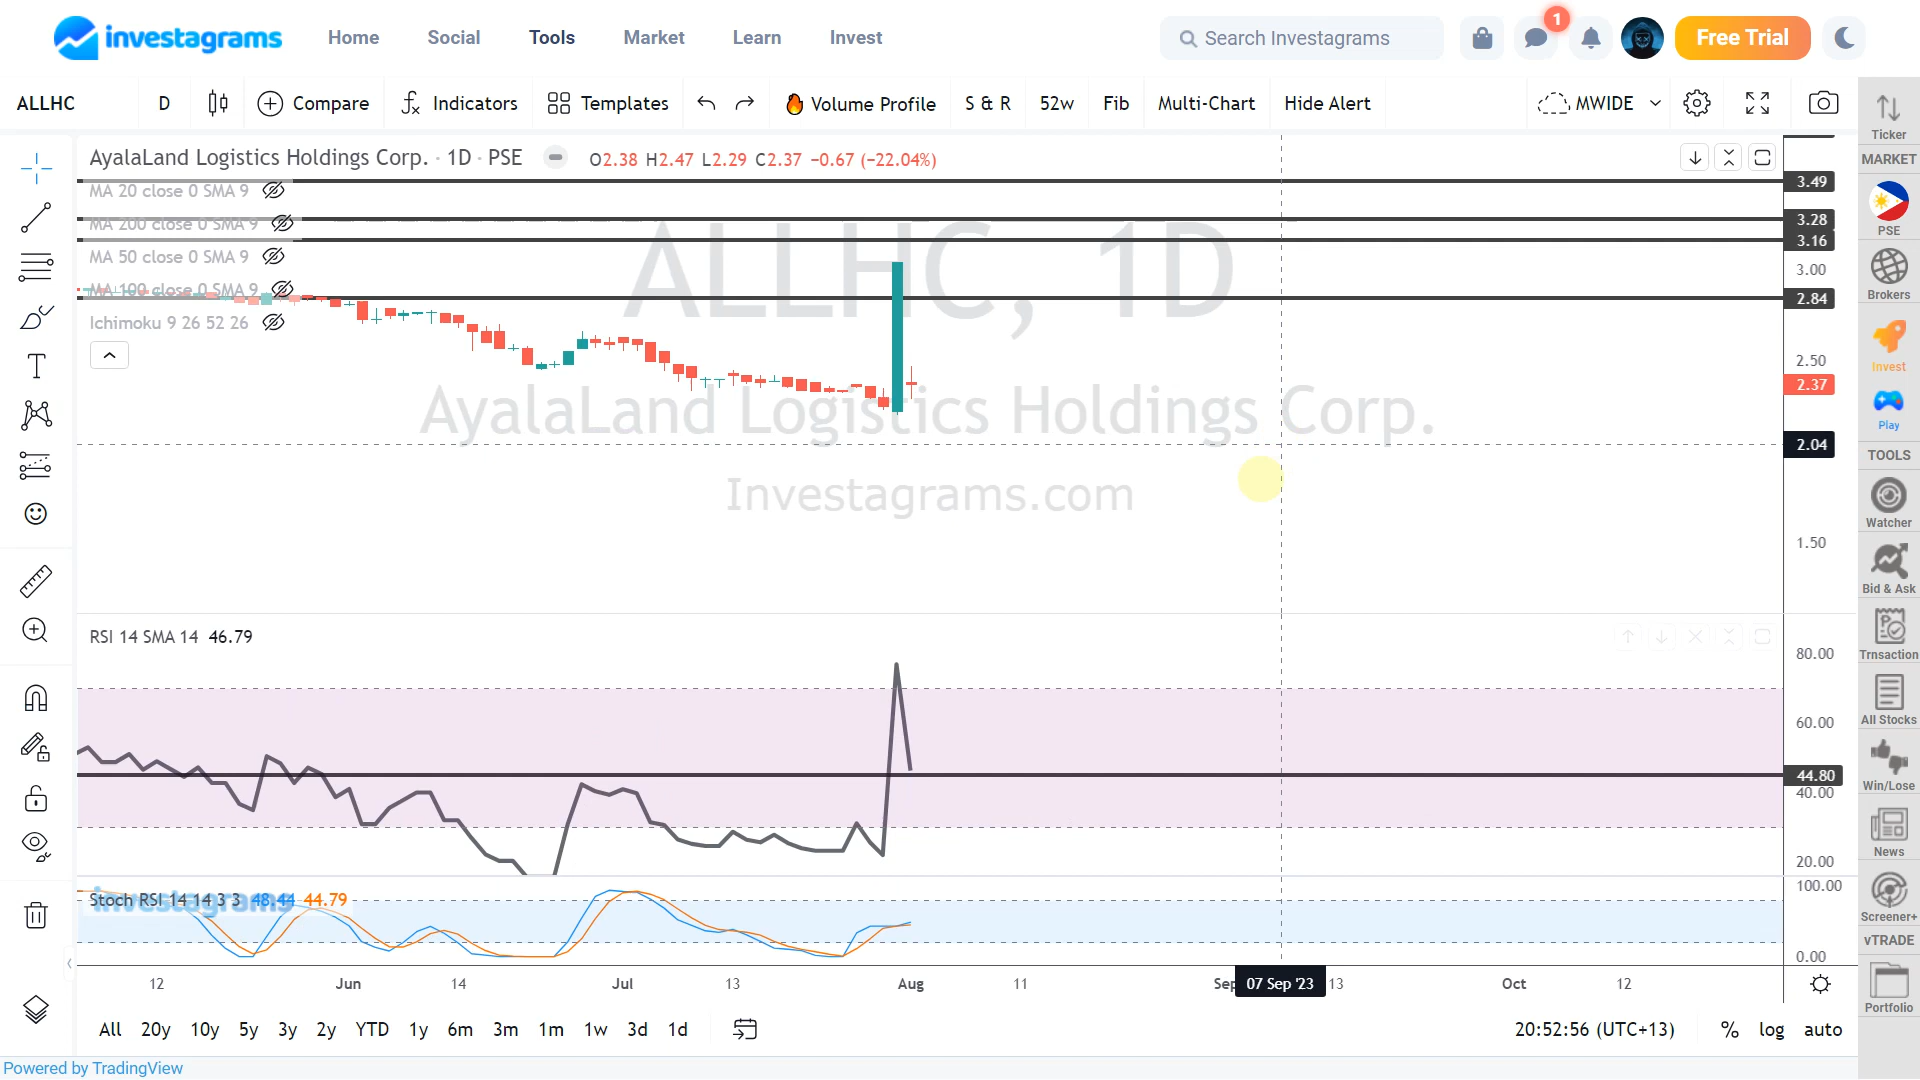 investagrams
Home Social Tools Market Learn Invest
Search Investagrams
1
Free Trial
ALLHC D Compare Indicators Templates Volume Profile S & R 52w Fib Multi-Chart Hide Alert MWIDE
AyalaLand Logistics Holdings Corp. · 1D · PSE O2.38 H2.47 L2.29 C2.37 −0.67 (−22.04%)
MA 20 close 0 SMA 9
MA 200 close 0 SMA 9
MA 50 close 0 SMA 9
MA 100 close 0 SMA 9
Ichimoku 9 26 52 26
ALLHC, 1D
AyalaLand Logistics Holdings Corp.
Investagrams.com
3.49
3.28
3.16
3.00
2.84
2.50
2.37
2.04
1.50
RSI 14 SMA 14 46.79
80.00
60.00
44.80
40.00
20.00
investagrams
Stoch RSI 14 14 3 3 48.44 44.79
100.00
0.00
12 Jun 14 Jul 13 Aug 11 Sep 07 Sep '23 13 Oct 12
All 20y 10y 5y 3y 2y YTD 1y 6m 3m 1m 1w 3d 1d
20:52:56 (UTC+13) % log auto
Powered by TradingView
Ticker
MARKET
PSE
Brokers
Invest
Play
TOOLS
Watcher
Bid & Ask
Trnsaction
All Stocks
Win/Lose
News
Screener+
vTRADE
Portfolio